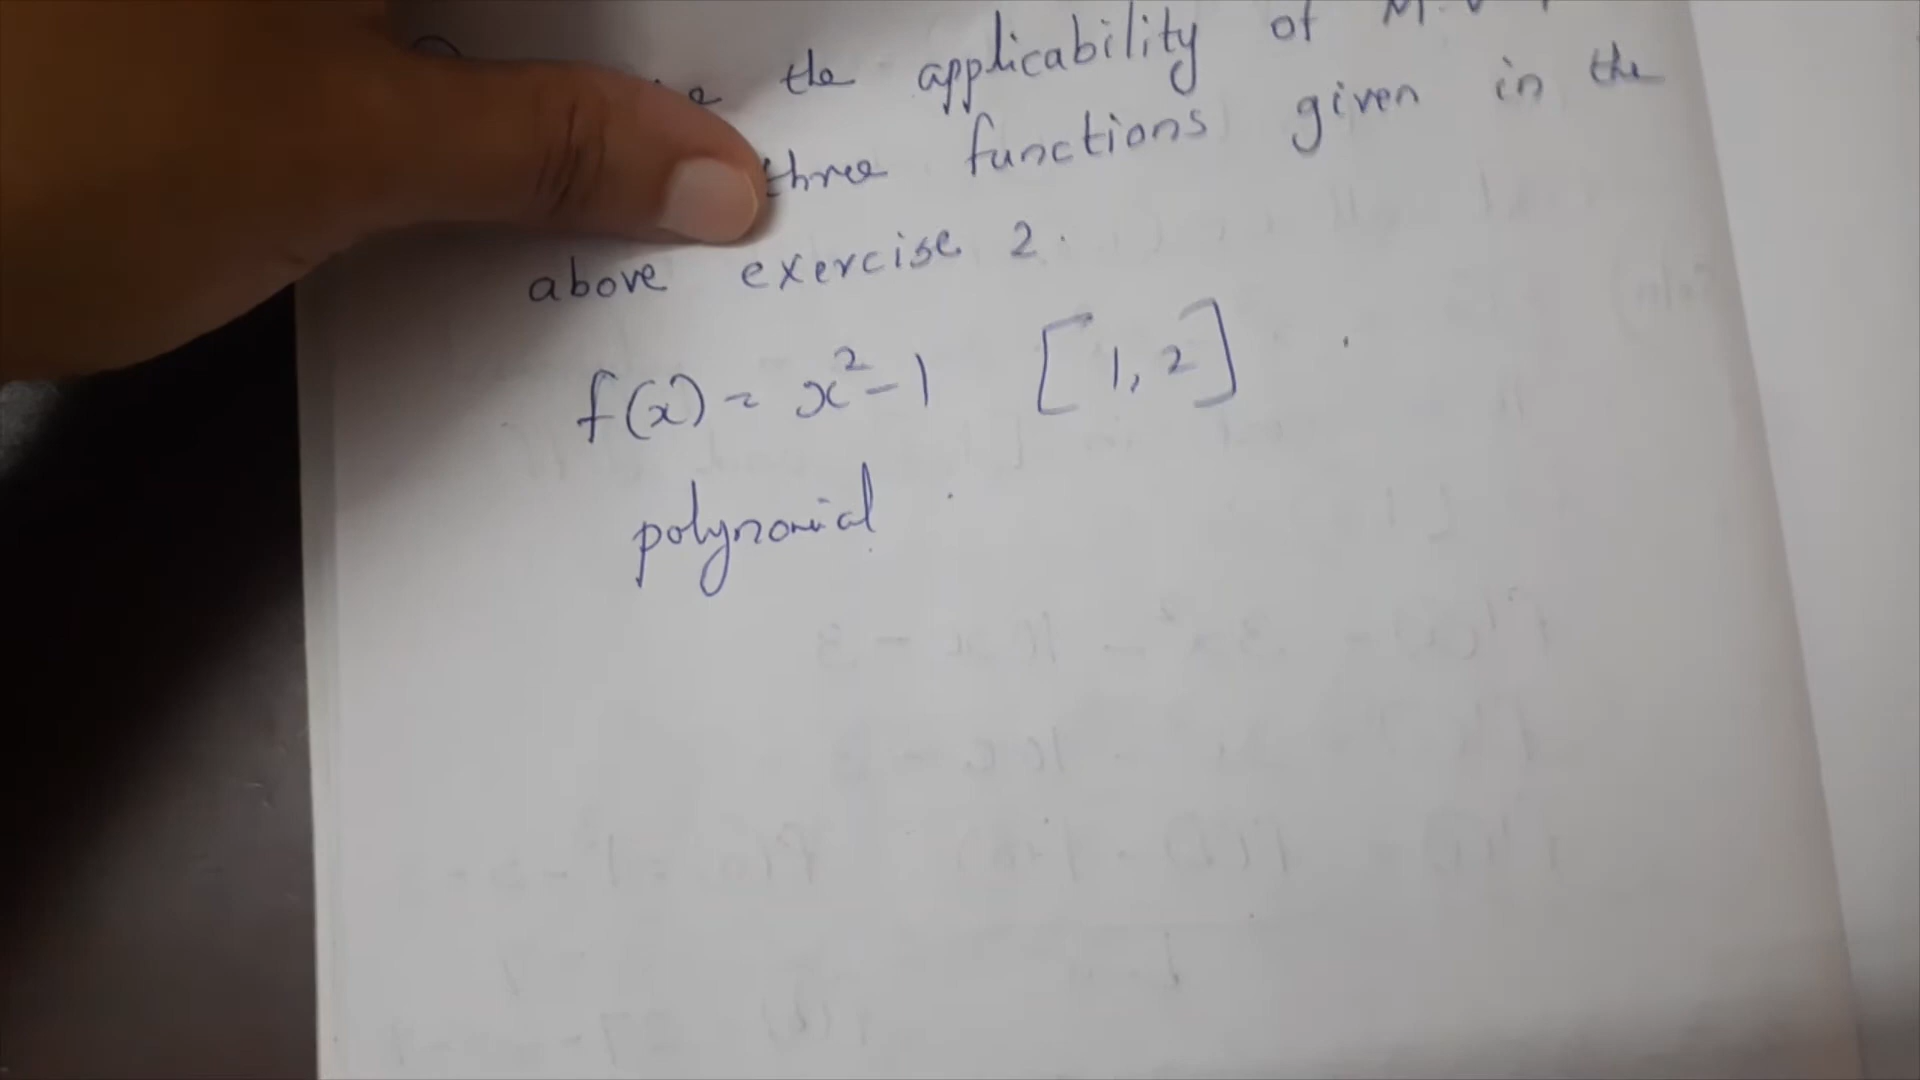 the applicability of M.V.
three functions given in the
above exercise 2.
f(x) = x² - 1 [1, 2]
polynomial